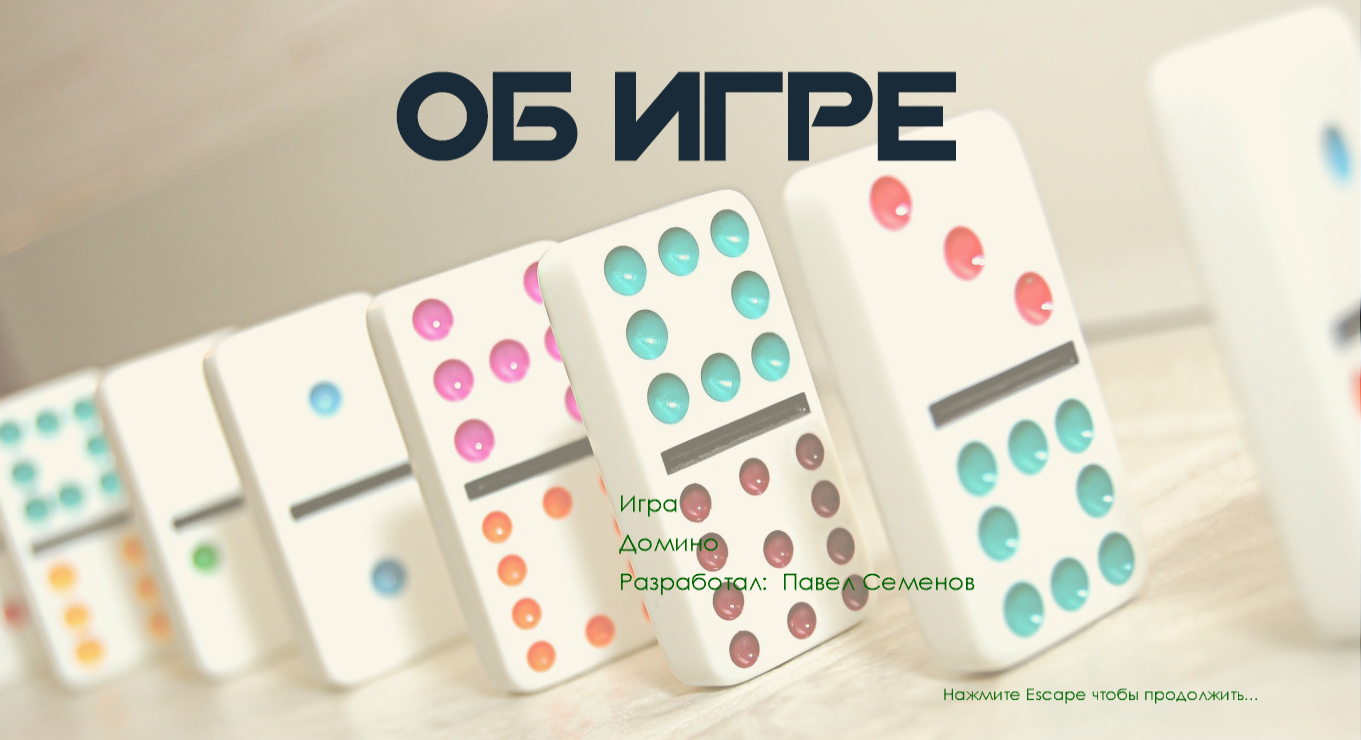 ОБ ИГРЕ
Игра
Домино
Разработал: Павел Семенов
Нажмите Escape чтобы продолжить...